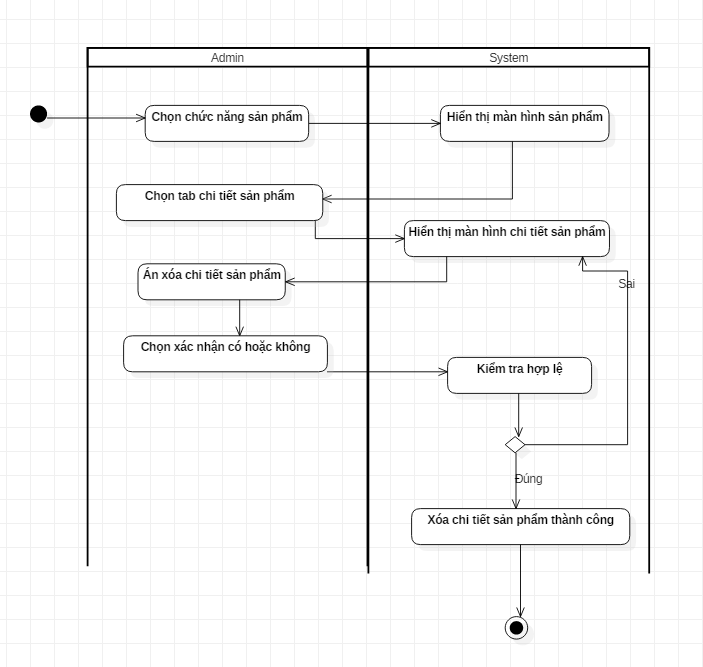 Admin
System
Chọn chức năng sản phẩm
Hiển thị màn hình sản phẩm
Chọn tab chi tiết sản phẩm
Hiển thị màn hình chi tiết sản phẩm
Ấn xóa chi tiết sản phẩm
Sai
Chọn xác nhận có hoặc không
Kiểm tra hợp lệ
Đúng
Xóa chi tiết sản phẩm thành công